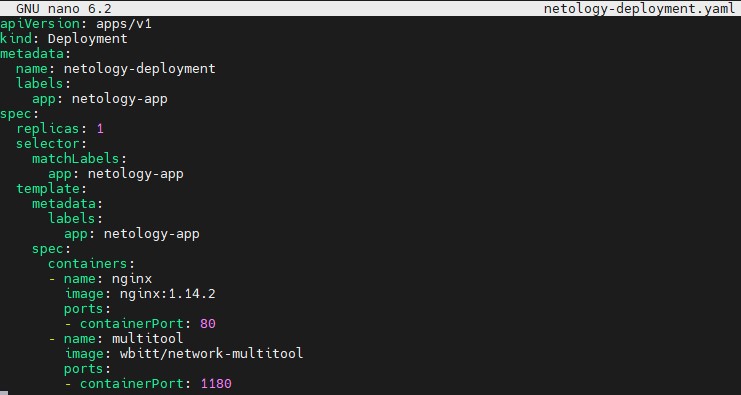 GNU nano 6.2 netology-deployment.yaml
apiVersion: apps/v1
kind: Deployment
metadata:
  name: netology-deployment
  labels:
    app: netology-app
spec:
  replicas: 1
  selector:
    matchLabels:
      app: netology-app
  template:
    metadata:
      labels:
        app: netology-app
    spec:
      containers:
      - name: nginx
        image: nginx:1.14.2
        ports:
        - containerPort: 80
      - name: multitool
        image: wbitt/network-multitool
        ports:
        - containerPort: 1180